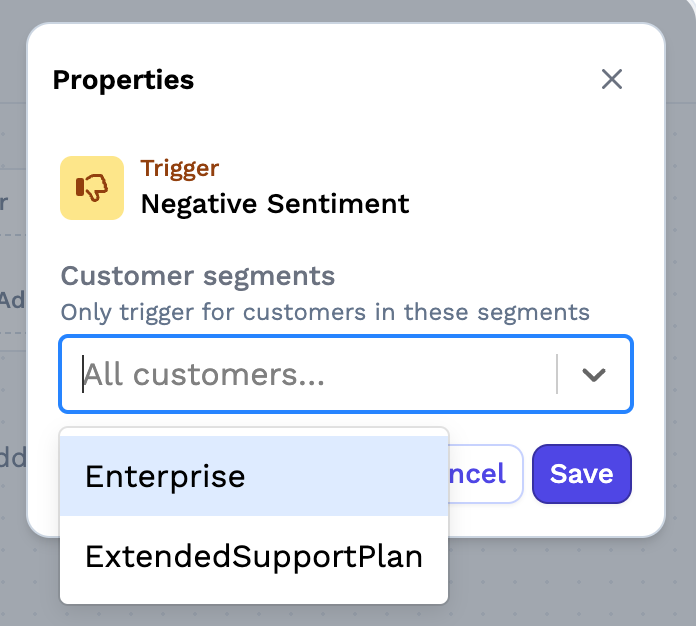 Properties
Trigger
Negative Sentiment
Customer segments
Only trigger for customers in these segments
All customers...
Enterprise
ExtendedSupportPlan
ncel
Save
r
Ad
dd